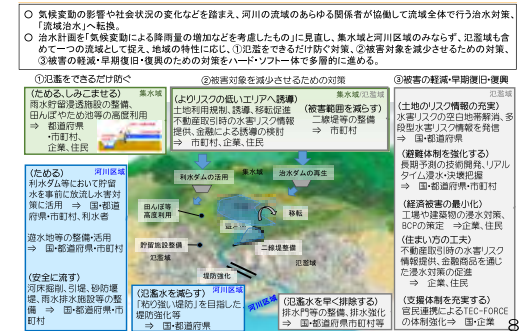 ○ 気候変動の影響や社会状況の変化などを踏まえ、河川の流域のあらゆる関係者が協働して流域全体で行う治水対策、
「流域治水」へ転換。
○ 治水計画を「気候変動による降雨量の増加などを考慮したもの」に見直し、集水域と河川区域のみならず、氾濫域も含
めて一つの流域として捉え、地域の特性に応じ、①氾濫をできるだけ防ぐ対策、②被害対象を減少させるための対策、
③被害の軽減・早期復旧・復興のための対策をハード・ソフト一体で多層的に進める。
①氾濫をできるだけ防ぐ
集水域
(ためる、しみこませる)
雨水貯留浸透施設の整備、
田んぼやため池等の高度利用
⇒ 都道府県
・市町村、
企業、住民
河川区域
(ためる)
利水ダム等において貯留
水を事前に放流し水害対
策に活用 ⇒ 国・都道
府県・市町村、利水者
遊水地等の整備・活用
⇒ 国・都道府県・市町村
(安全に流す)
河床掘削、引堤、砂防堰
堤、雨水排水施設等の整
備 ⇒ 国・都道府県・
市町村
②被害対象を減少させるための対策
集水域/氾濫域
(よりリスクの低いエリアへ誘導)
土地利用規制、誘導、移転促進
不動産取引時の水害リスク情報
提供、金融による誘導の検討
⇒ 市町村、企業、住民
(被害範囲を減らす)
二線堤等の整備
⇒ 市町村
利水ダムの活用
集水域
治水ダムの再生
田んぼ等
高度利用
遊水地
移転
貯留施設整備
二線堤整備
氾濫域
氾濫域
堤防強化
河川区域
河川区域
(氾濫水を減らす)
「粘り強い堤防」を目指した
堤防強化等
⇒ 国・都道府県
(氾濫水を早く排除する)
排水門等の整備、排水強化
⇒ 国・都道府県・市町村等
③被害の軽減・早期復旧・復興
氾濫域
(土地のリスク情報の充実)
水害リスクの空白地帯解消、多
段型水害リスク情報を発信
⇒ 国・都道府県
(避難体制を強化する)
長期予測の技術開発、リアル
タイム浸水・決壊把握
⇒ 国・都道府県・市町村
(経済被害の最小化)
工場や建築物の浸水対策、
BCPの策定 ⇒企業、住民
(住まい方の工夫)
不動産取引時の水害リスク
情報提供、金融商品を通じ
た浸水対策の促進
⇒ 企業、住民
(支援体制を充実する)
官民連携によるTEC-FORCE
の体制強化⇒ 国・企業
8